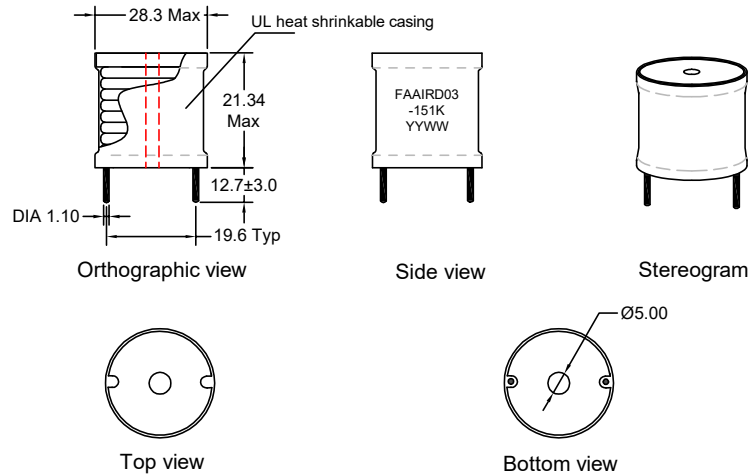 28.3 Max
UL heat shrinkable casing
21.34
Max
12.7±3.0
DIA 1.10
19.6 Typ
Orthographic view
FAAIRD03
-151K
YYWW
Side view
Stereogram
Top view
Ø5.00
Bottom view